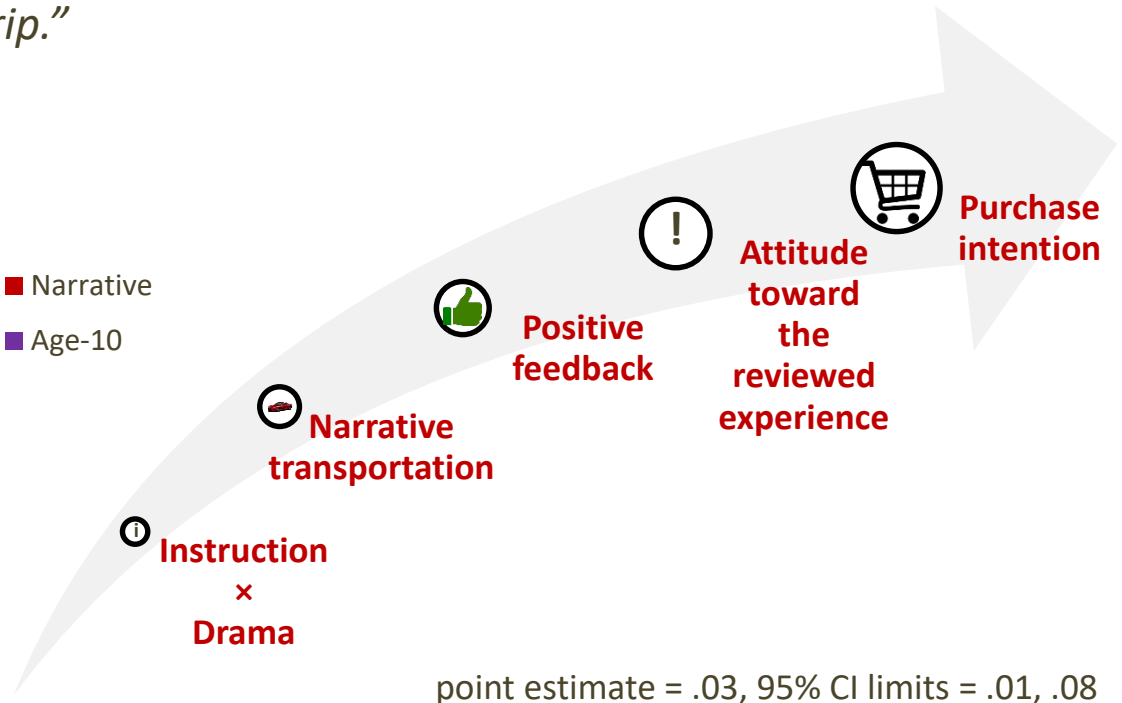 rip.”
Narrative
Age-10
i
Instruction
×
Drama
Narrative
transportation
Positive
feedback
!
Attitude
toward
the
reviewed
experience
Purchase
intention
point estimate = .03, 95% CI limits = .01, .08